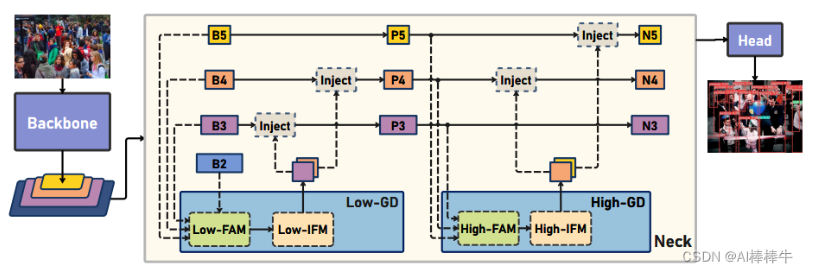 B5
P5
Inject
N5
Head
B4
Inject
P4
Inject
N4
Backbone
B3
Inject
P3
N3
B2
Low-GD
High-GD
Low-FAM
Low-IFM
High-FAM
High-IFM
Neck
CSDN @AI棒棒牛